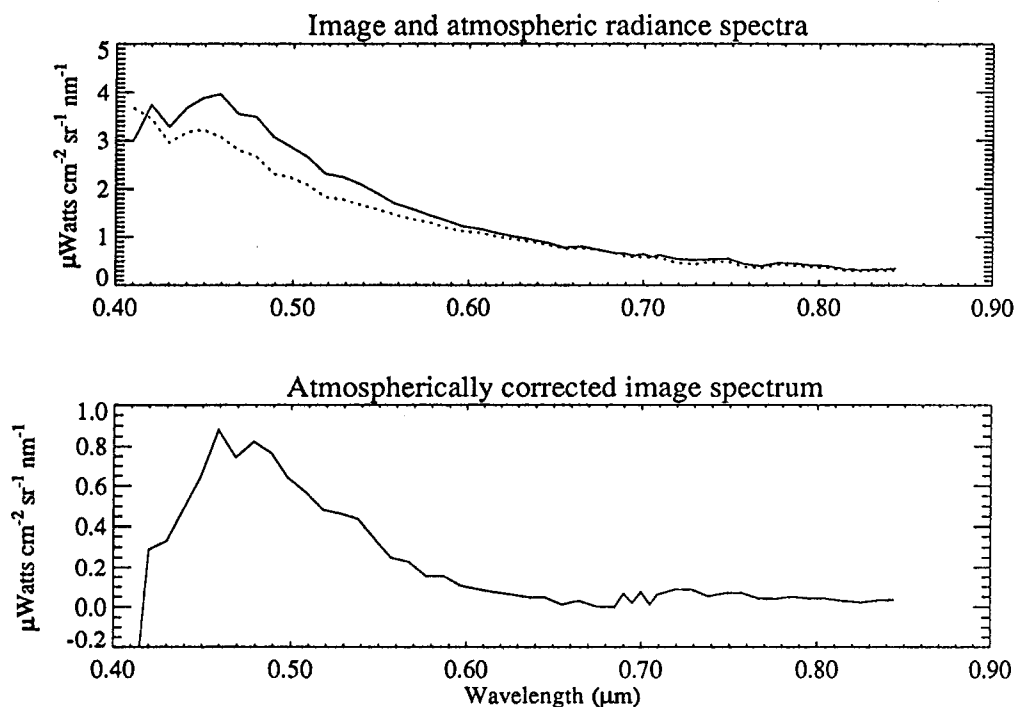 Image and atmospheric radiance spectra
5
4
3
2
1
0
µWatts cm⁻² sr⁻¹ nm⁻¹
0.40 0.50 0.60 0.70 0.80 0.90
Atmospherically corrected image spectrum
1.0
0.8
0.6
0.4
0.2
0.0
-0.2
µWatts cm⁻² sr⁻¹ nm⁻¹
0.40 0.50 0.60 0.70 0.80 0.90
Wavelength (µm)